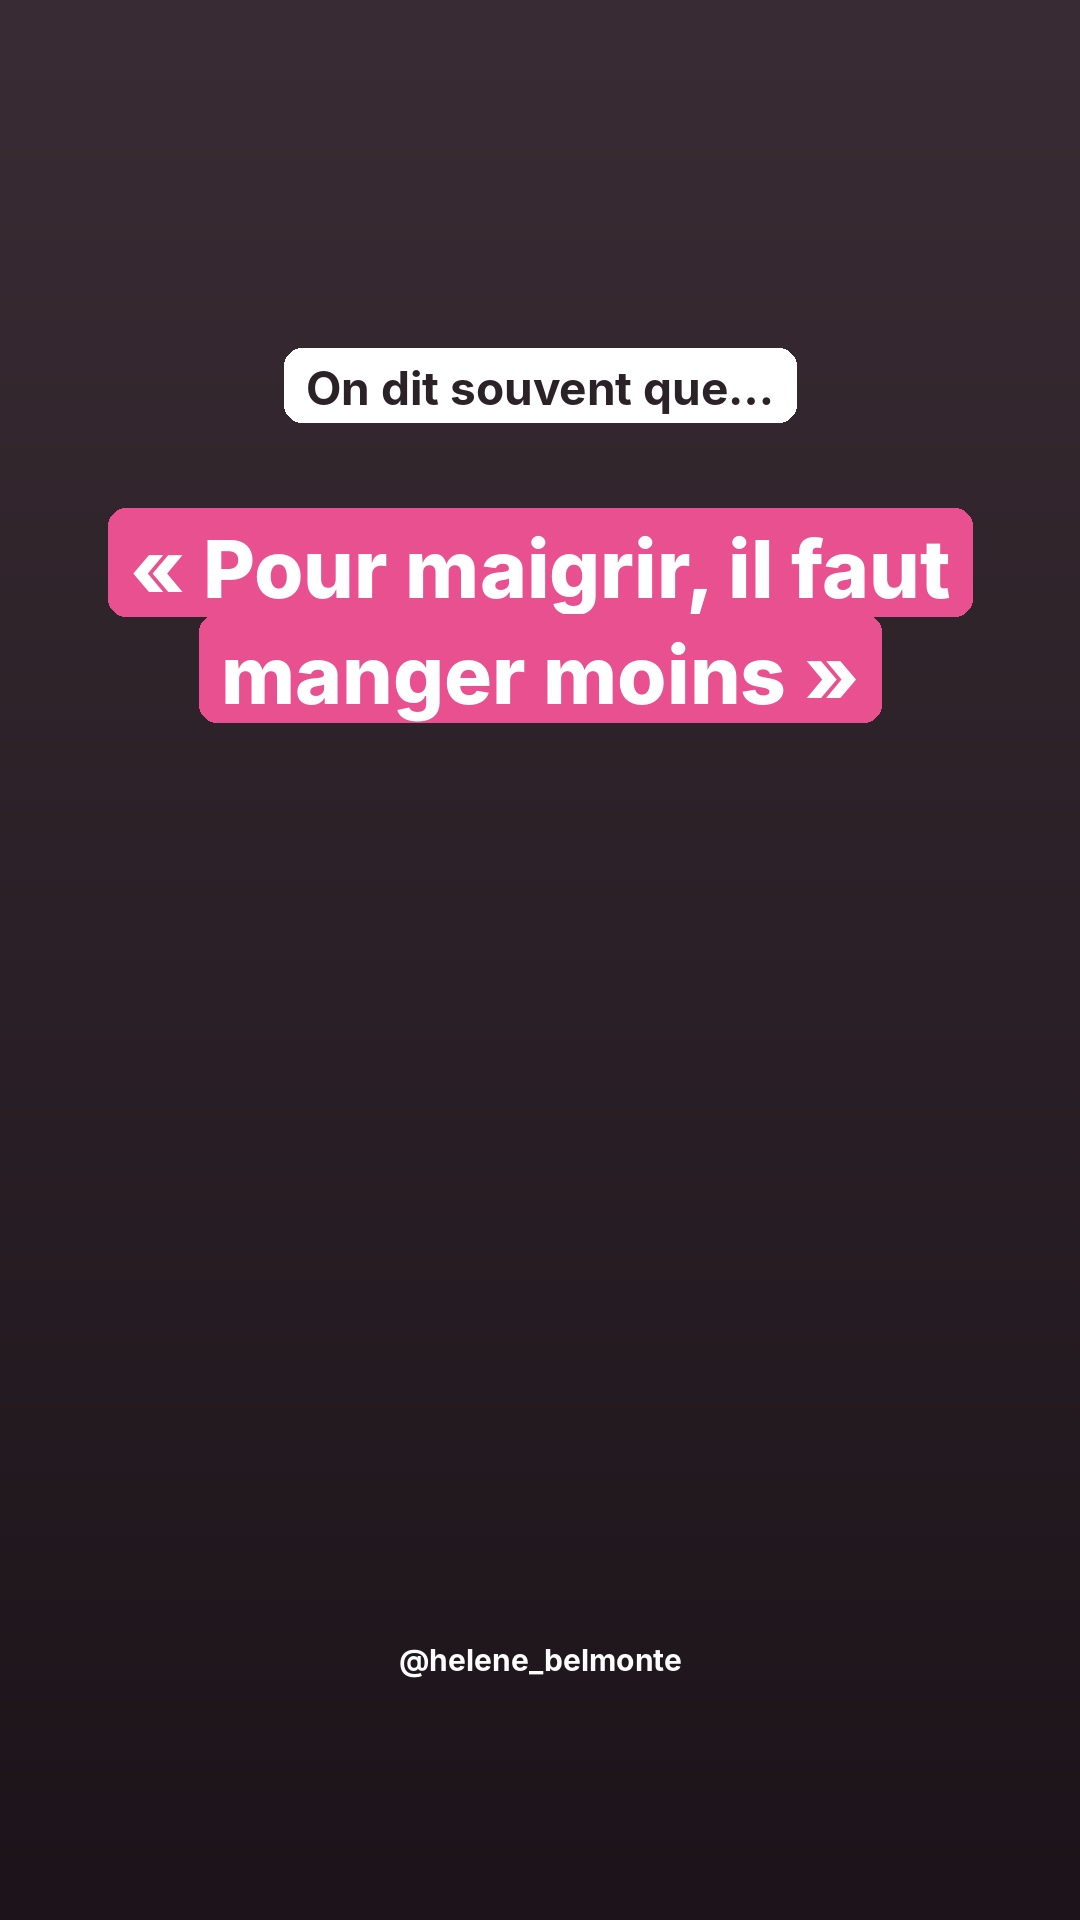 On dit souvent que...
« Pour maigrir, il faut
manger moins »
@helene_belmonte